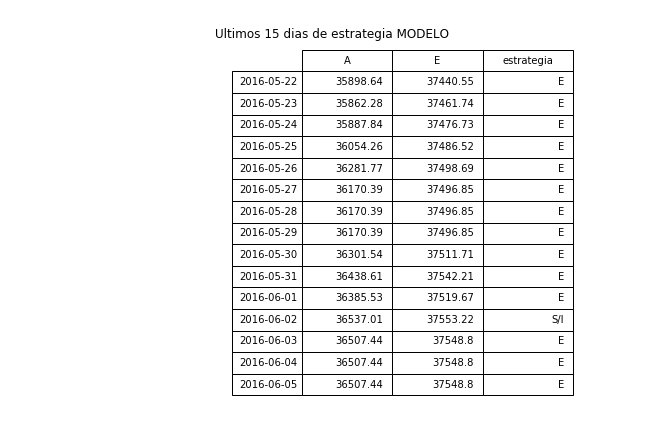 Ultimos 15 dias de estrategia MODELO
A E estrategia
2016-05-22 35898.64 37440.55 E
2016-05-23 35862.28 37461.74 E
2016-05-24 35887.84 37476.73 E
2016-05-25 36054.26 37486.52 E
2016-05-26 36281.77 37498.69 E
2016-05-27 36170.39 37496.85 E
2016-05-28 36170.39 37496.85 E
2016-05-29 36170.39 37496.85 E
2016-05-30 36301.54 37511.71 E
2016-05-31 36438.61 37542.21 E
2016-06-01 36385.53 37519.67 E
2016-06-02 36537.01 37553.22 S/I
2016-06-03 36507.44 37548.8 E
2016-06-04 36507.44 37548.8 E
2016-06-05 36507.44 37548.8 E